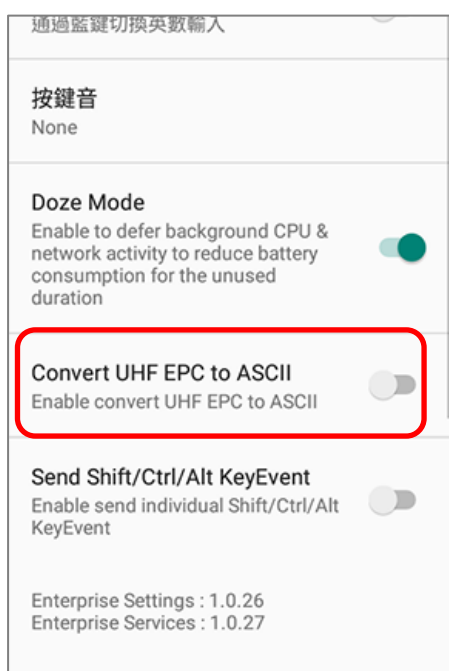 通過藍鍵切換英數輸入
按鍵音
None
Doze Mode
Enable to defer background CPU &
network activity to reduce battery
consumption for the unused
duration
Convert UHF EPC to ASCII
Enable convert UHF EPC to ASCII
Send Shift/Ctrl/Alt KeyEvent
Enable send individual Shift/Ctrl/Alt
KeyEvent
Enterprise Settings : 1.0.26
Enterprise Services : 1.0.27